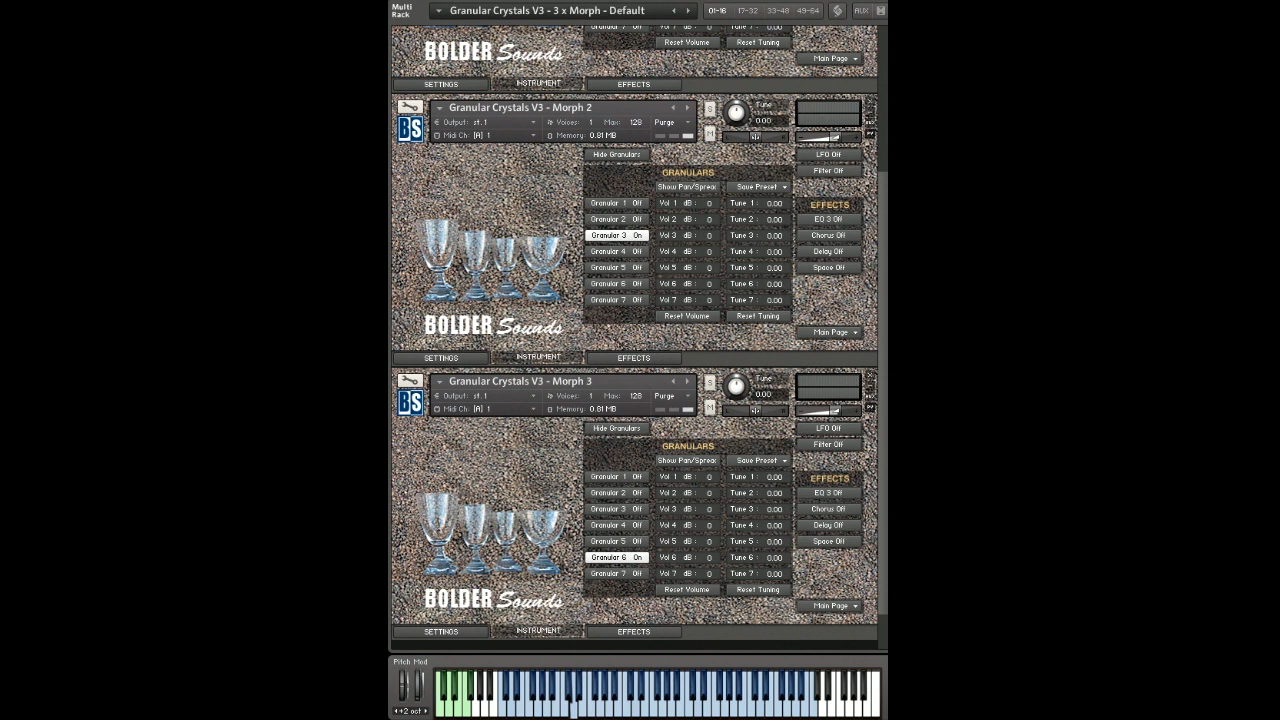 Multi Rack
Granular Crystals V3 - 3 x Morph - Default
01-16 17-32 33-48 49-64 AUX
Reset Volume Reset Tuning
BOLDER Sounds
Main Page
SETTINGS INSTRUMENT EFFECTS
Granular Crystals V3 - Morph 2
S Tune
Output: st.1 Voices: 1 Max: 128 Purge
0.00
Midi Ch: [A] 1 Memory: 0.81 MB
M
BS
Hide Granulars LFO Off
GRANULARS Filter Off
Show Pan/Spread Save Preset
Granular 1 Off Vol 1 dB: 0 Tune 1: 0.00 EFFECTS
Granular 2 Off Vol 2 dB: 0 Tune 2: 0.00 EQ 3 Off
Granular 3 On Vol 3 dB: 0 Tune 3: 0.00 Chorus Off
Granular 4 Off Vol 4 dB: 0 Tune 4: 0.00 Delay Off
Granular 5 Off Vol 5 dB: 0 Tune 5: 0.00 Space Off
Granular 6 Off Vol 6 dB: 0 Tune 6: 0.00
Granular 7 Off Vol 7 dB: 0 Tune 7: 0.00
Reset Volume Reset Tuning
BOLDER Sounds
Main Page
SETTINGS INSTRUMENT EFFECTS
Granular Crystals V3 - Morph 3
S Tune
Output: st.1 Voices: 1 Max: 128 Purge
0.00
Midi Ch: [A] 1 Memory: 0.81 MB
M
BS
Hide Granulars LFO Off
GRANULARS Filter Off
Show Pan/Spread Save Preset
Granular 1 Off Vol 1 dB: 0 Tune 1: 0.00 EFFECTS
Granular 2 Off Vol 2 dB: 0 Tune 2: 0.00 EQ 3 Off
Granular 3 Off Vol 3 dB: 0 Tune 3: 0.00 Chorus Off
Granular 4 Off Vol 4 dB: 0 Tune 4: 0.00 Delay Off
Granular 5 Off Vol 5 dB: 0 Tune 5: 0.00 Space Off
Granular 6 On Vol 6 dB: 0 Tune 6: 0.00
Granular 7 Off Vol 7 dB: 0 Tune 7: 0.00
Reset Volume Reset Tuning
BOLDER Sounds
Main Page
SETTINGS INSTRUMENT EFFECTS
Pitch Mod
+2 oct